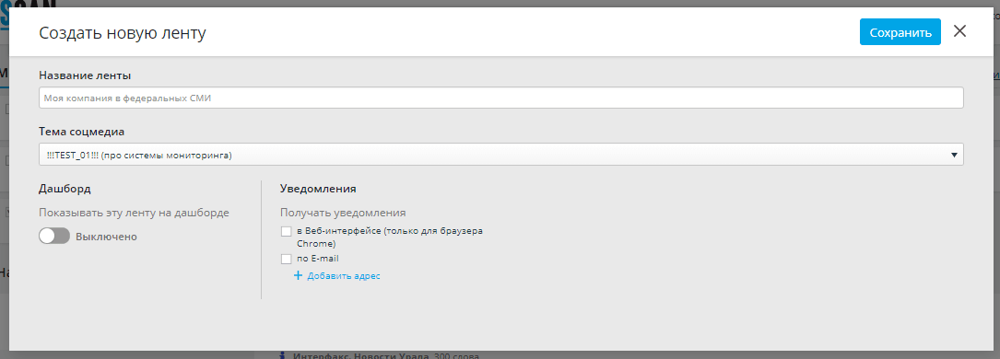 SCAN
Создать новую ленту
Сохранить
Название ленты
Моя компания в федеральных СМИ
Тема соцмедиа
!!!TEST_01!!! (про системы мониторинга)
Дашборд
Показывать эту ленту на дашборде
Выключено
Уведомления
Получать уведомления
в Веб-интерфейсе (только для браузера
Chrome)
по E-mail
+ Добавить адрес
На
Интерфакс. Новости Урала, 300 слова